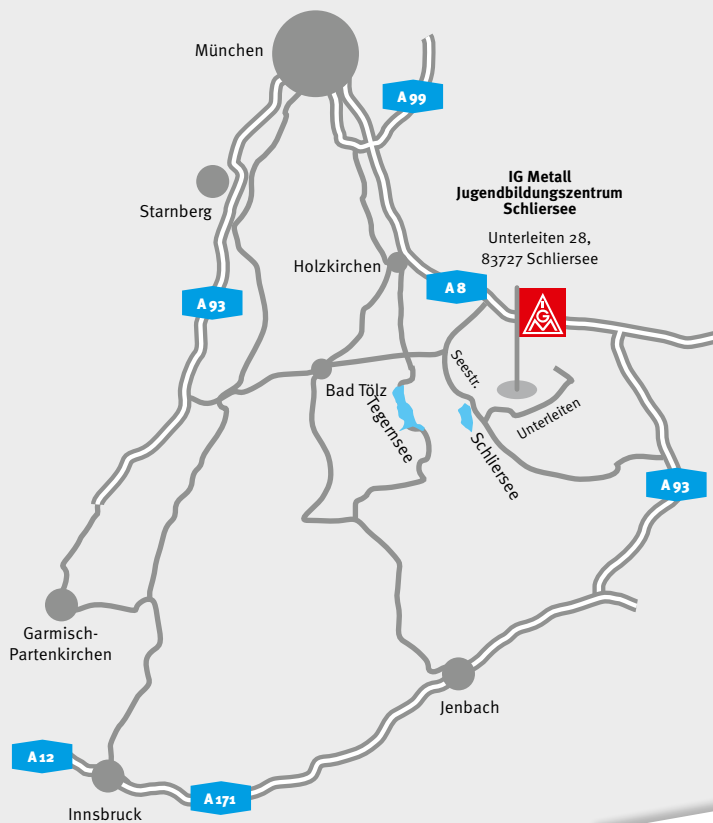 München
A 99
IG Metall
Jugendbildungszentrum
Schliersee
Starnberg
Unterleiten 28,
83727 Schliersee
Holzkirchen
A 8
A 93
IGM
Seestr.
Bad Tölz
Tegernsee
Schliersee
Unterleiten
A 93
Garmisch-
Partenkirchen
Jenbach
A 12
A 171
Innsbruck